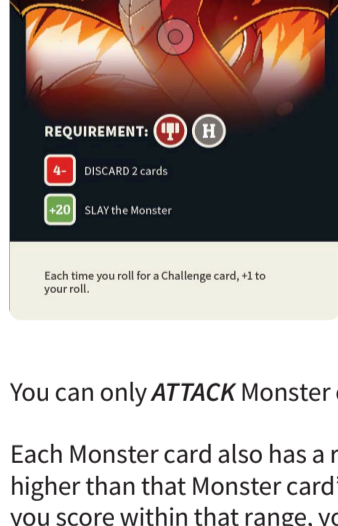 REQUIREMENT: H
4- DISCARD 2 cards
+20 SLAY the Monster
Each time you roll for a Challenge card, +1 to
your roll.
You can only ATTACK Monster
Each Monster card also has a
higher than that Monster card'
you score within that range,